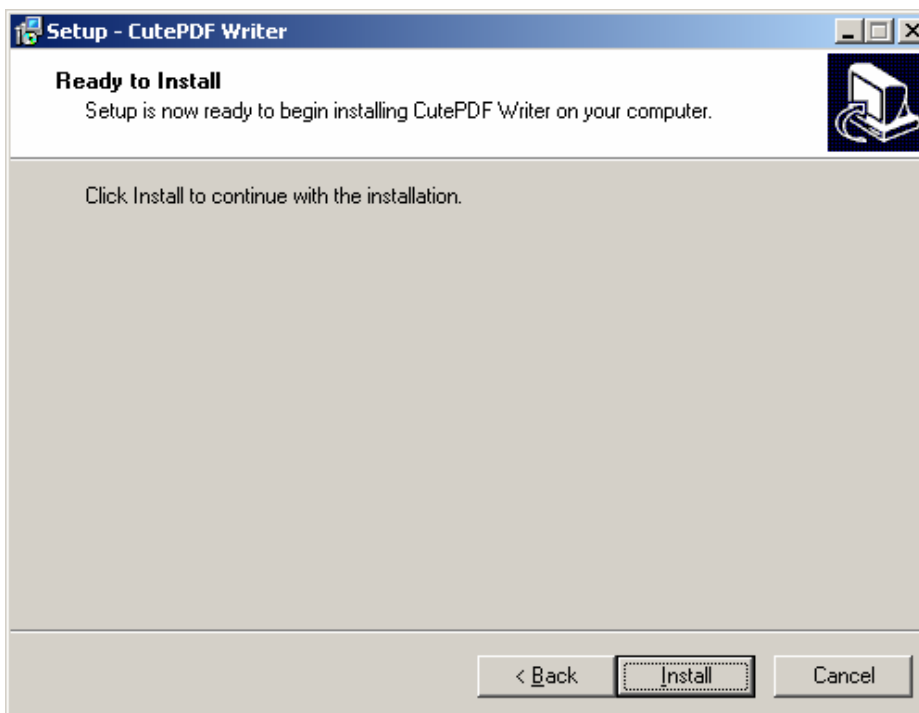 Setup - CutePDF Writer
Ready to Install
Setup is now ready to begin installing CutePDF Writer on your computer.
Click Install to continue with the installation.
< Back
Install
Cancel